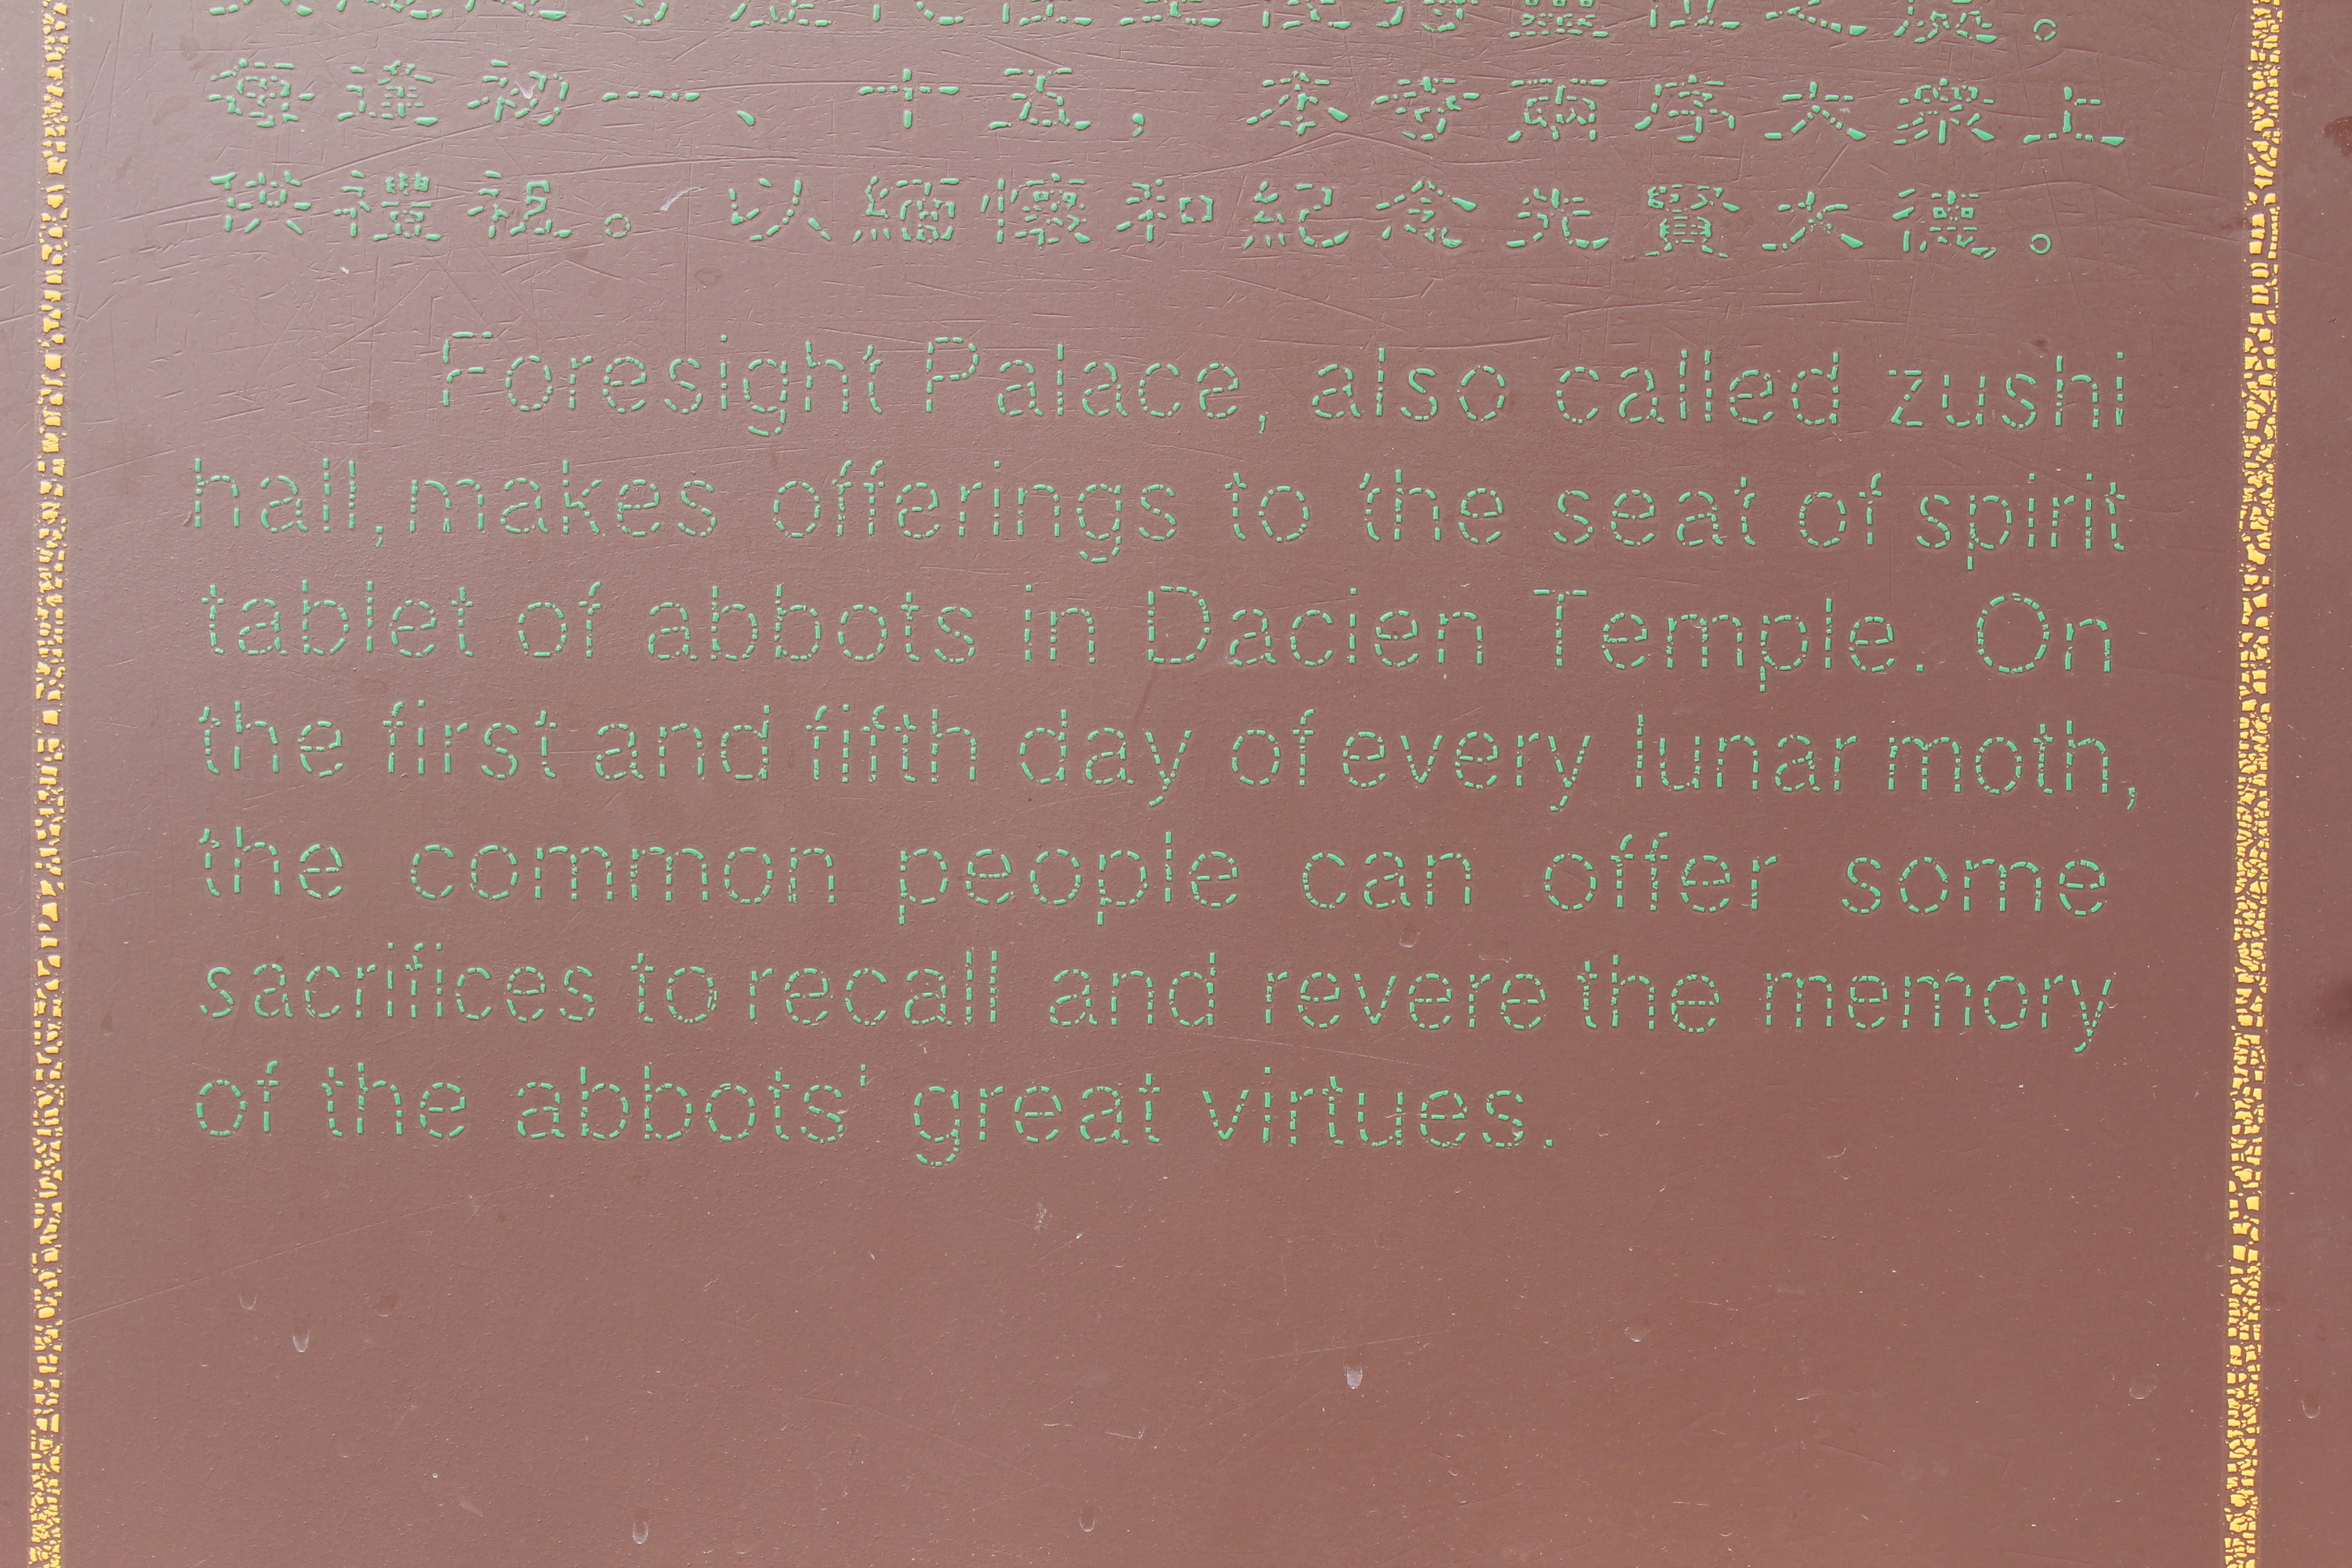 每逢初一、十五，本寺兩序大衆上
供禮祖。以緬懷和紀念先賢大德。
Foresight Palace, also called zushi
hall,makes offerings to the seat of spirit
tablet of abbots in Dacien Temple. On
the first and fifth day of every lunar moth,
the common people can offer some
sacrifices to recall and revere the memory
of the abbots' great virtues.